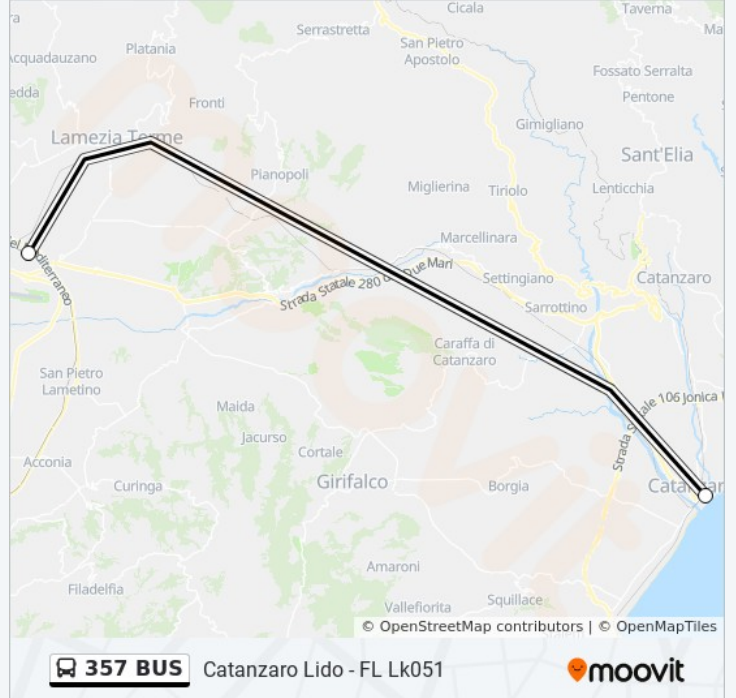 Cicala
Taverna
Serrastretta
San Pietro
Apostolo
Platania
Acquadauzano
Fossato Serralta
Pentone
Fronti
Gimigliano
Lamezia Terme
Sant'Elia
Pianopoli
Miglierina
Tiriolo
Lenticchia
Marcellinara
Settingiano
Catanzaro
Strada Statale 280 dei Due Mari
Sarrottino
Caraffa di
Catanzaro
San Pietro
Lametino
Strada Statale 106 Jonica
Maida
Jacurso
Cortale
Acconia
Curinga
Girifalco
Borgia
Amaroni
Filadelfia
Squillace
Vallefiorita
© OpenStreetMap contributors | © OpenMapTiles
357 BUS
Catanzaro Lido - FL Lk051
moovit